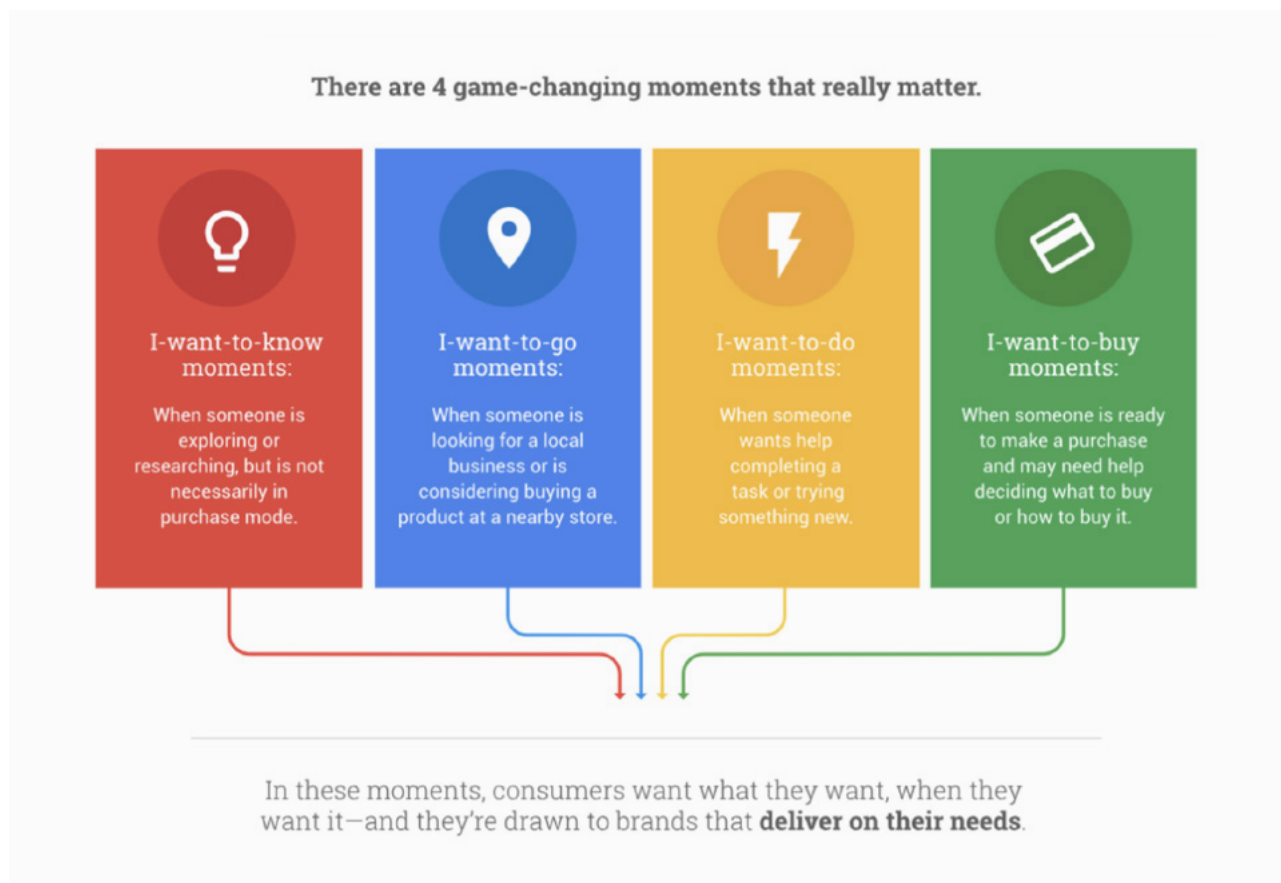 There are 4 game-changing moments that really matter.
I-want-to-know
moments:
When someone is
exploring or
researching, but is not
necessarily in
purchase mode.
I-want-to-go
moments:
When someone is
looking for a local
business or is
considering buying a
product at a nearby store.
I-want-to-do
moments:
When someone
wants help
completing a
task or trying
something new.
I-want-to-buy
moments:
When someone is ready
to make a purchase
and may need help
deciding what to buy
or how to buy it.
In these moments, consumers want what they want, when they
want it—and they're drawn to brands that deliver on their needs.